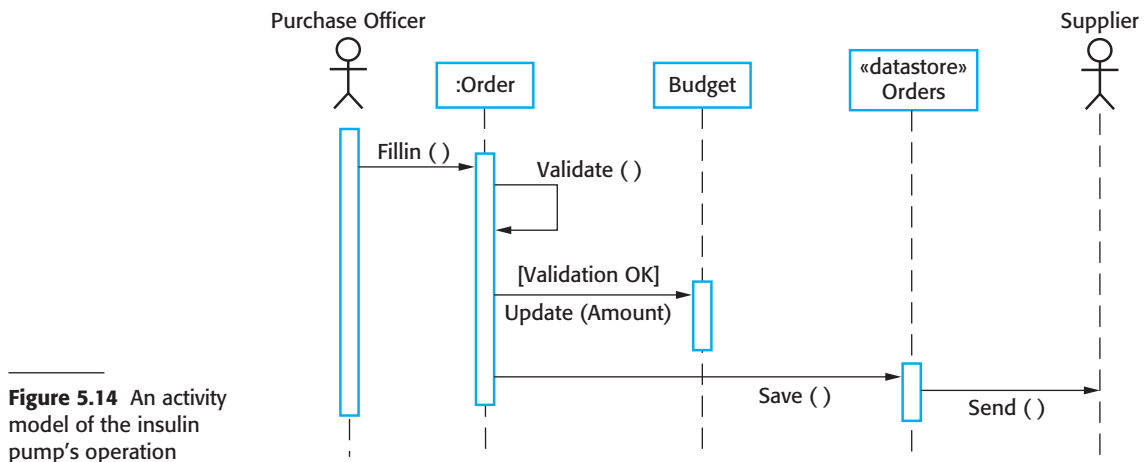 Purchase Officer
Supplier
:Order
Budget
«datastore»
Orders
Fillin ( )
Validate ( )
[Validation OK]
Update (Amount)
Save ( )
Send ( )
Figure 5.14 An activity
model of the insulin
pump's operation